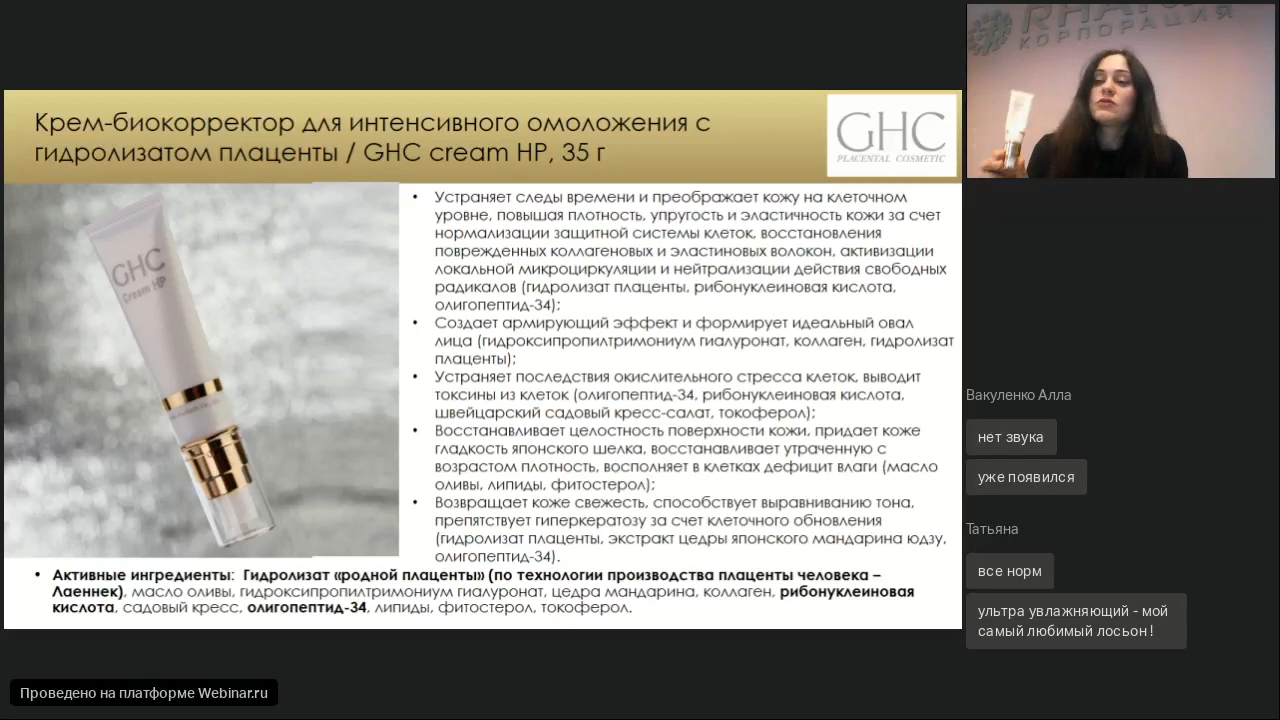 Крем-биокорректор для интенсивного омоложения с
гидролизатом плаценты / GHC cream HP, 35 г
GHC
PLACENTAL COSMETIC
GHC
Cream HP
• Устраняет следы времени и преображает кожу на клеточном
уровне, повышая плотность, упругость и эластичность кожи за счет
нормализации защитной системы клеток, восстановления
поврежденных коллагеновых и эластиновых волокон, активизации
локальной микроциркуляции и нейтрализации действия свободных
радикалов (гидролизат плаценты, рибонуклеиновая кислота,
олигопептид-34);
• Создает армирующий эффект и формирует идеальный овал
лица (гидроксипропилтримониум гиалуронат, коллаген, гидролизат
плаценты);
• Устраняет последствия окислительного стресса клеток, выводит
токсины из клеток (олигопептид-34, рибонуклеиновая кислота,
швейцарский садовый кресс-салат, токоферол);
• Восстанавливает целостность поверхности кожи, придает коже
гладкость японского шелка, восстанавливает утраченную с
возрастом плотность, восполняет в клетках дефицит влаги (масло
оливы, липиды, фитостерол);
• Возвращает коже свежесть, способствует выравниванию тона,
препятствует гиперкератозу за счет клеточного обновления
(гидролизат плаценты, экстракт цедры японского мандарина юдзу,
олигопептид-34).
• Активные ингредиенты: Гидролизат «родной плаценты» (по технологии производства плаценты человека –
Лаеннек), масло оливы, гидроксипропилтримониум гиалуронат, цедра мандарина, коллаген, рибонуклеиновая
кислота, садовый кресс, олигопептид-34, липиды, фитостерол, токоферол.
КОРПОРАЦИЯ
Вакуленко Алла
нет звука
уже появился
Татьяна
все норм
ультра увлажняющий - мой
самый любимый лосьон !
Проведено на платформе Webinar.ru